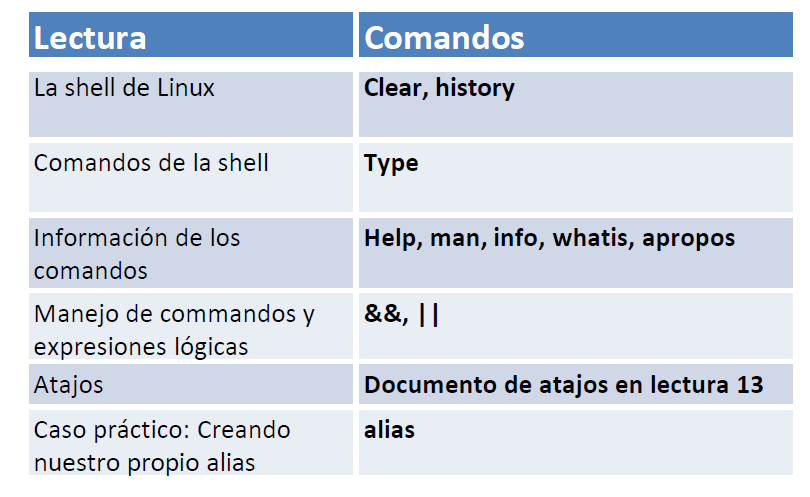 Lectura
Comandos
La shell de Linux
Clear, history
Comandos de la shell
Type
Información de los
comandos
Help, man, info, whatis, apropos
Manejo de commandos y
expresiones lógicas
&&, ||
Atajos
Documento de atajos en lectura 13
Caso práctico: Creando
nuestro propio alias
alias